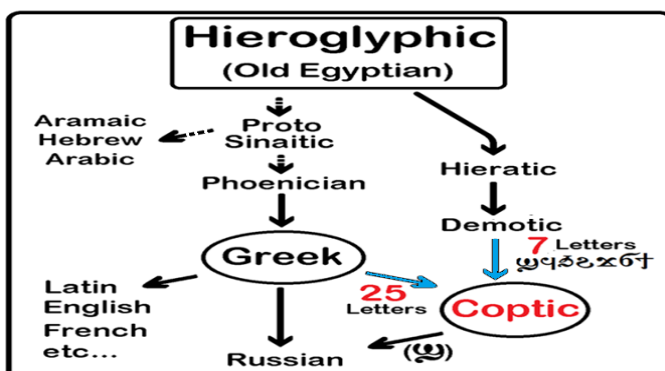 Hieroglyphic
(Old Egyptian)
Aramaic
Hebrew
Arabic
Proto
Sinaitic
Phoenician
Hieratic
Demotic
7 Letters
ϣϥϧϩϫϭϯ
Greek
25
Letters
Coptic
Latin
English
French
etc...
Russian
(ϣ)